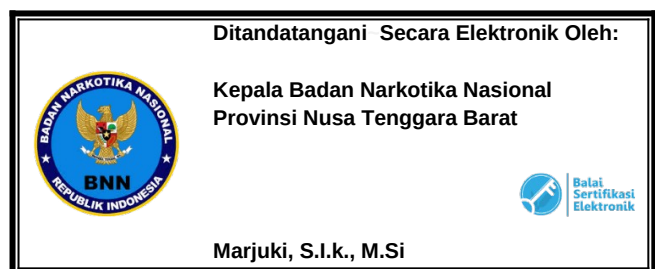 Ditandatangani Secara Elektronik Oleh:
Kepala Badan Narkotika Nasional
Provinsi Nusa Tenggara Barat
BADAN NARKOTIKA NASIONAL
BNN
REPUBLIK INDONESIA
Balai
Sertifikasi
Elektronik
Marjuki, S.I.k., M.Si